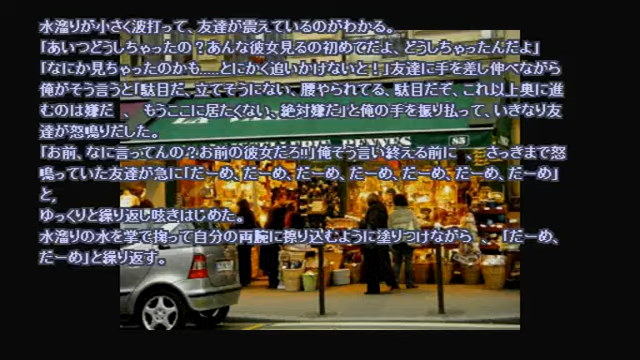 水溜りが小さく波打って、友達が震えているのがわかる。
「あいつどうしちゃったの？あんな彼女見るの初めてだよ、どうしちゃったんだよ」
「なにか見ちゃったのかも.....とにかく追いかけないと！」友達に手を差し伸べながら
俺がそう言うと「駄目だ、立てそうにない、腰やられてる、駄目だぞ、これ以上奥に進
むのは嫌だ 、 もうここに居たくない、絶対嫌だ」と俺の手を振り払って、いきなり友
達が怒鳴りだした。
「お前、なに言ってんの？お前の彼女だろ！！」俺そう言い終える前に 、 さっきまで怒
鳴っていた友達が急に「だーめ、だーめ、だーめ、だーめ、だーめ、だーめ、だーめ」
と,
ゆっくりと繰り返し呟きはじめた。
水溜りの水を掌で掬って自分の両腕に擦り込むように塗りつけながら 、 、「だーめ、
だーめ」と繰り返す。
85